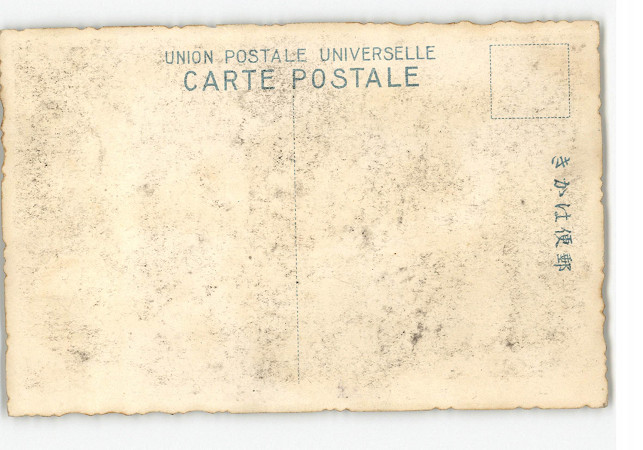 UNION POSTALE UNIVERSELLE
CARTE POSTALE
郵便はかき